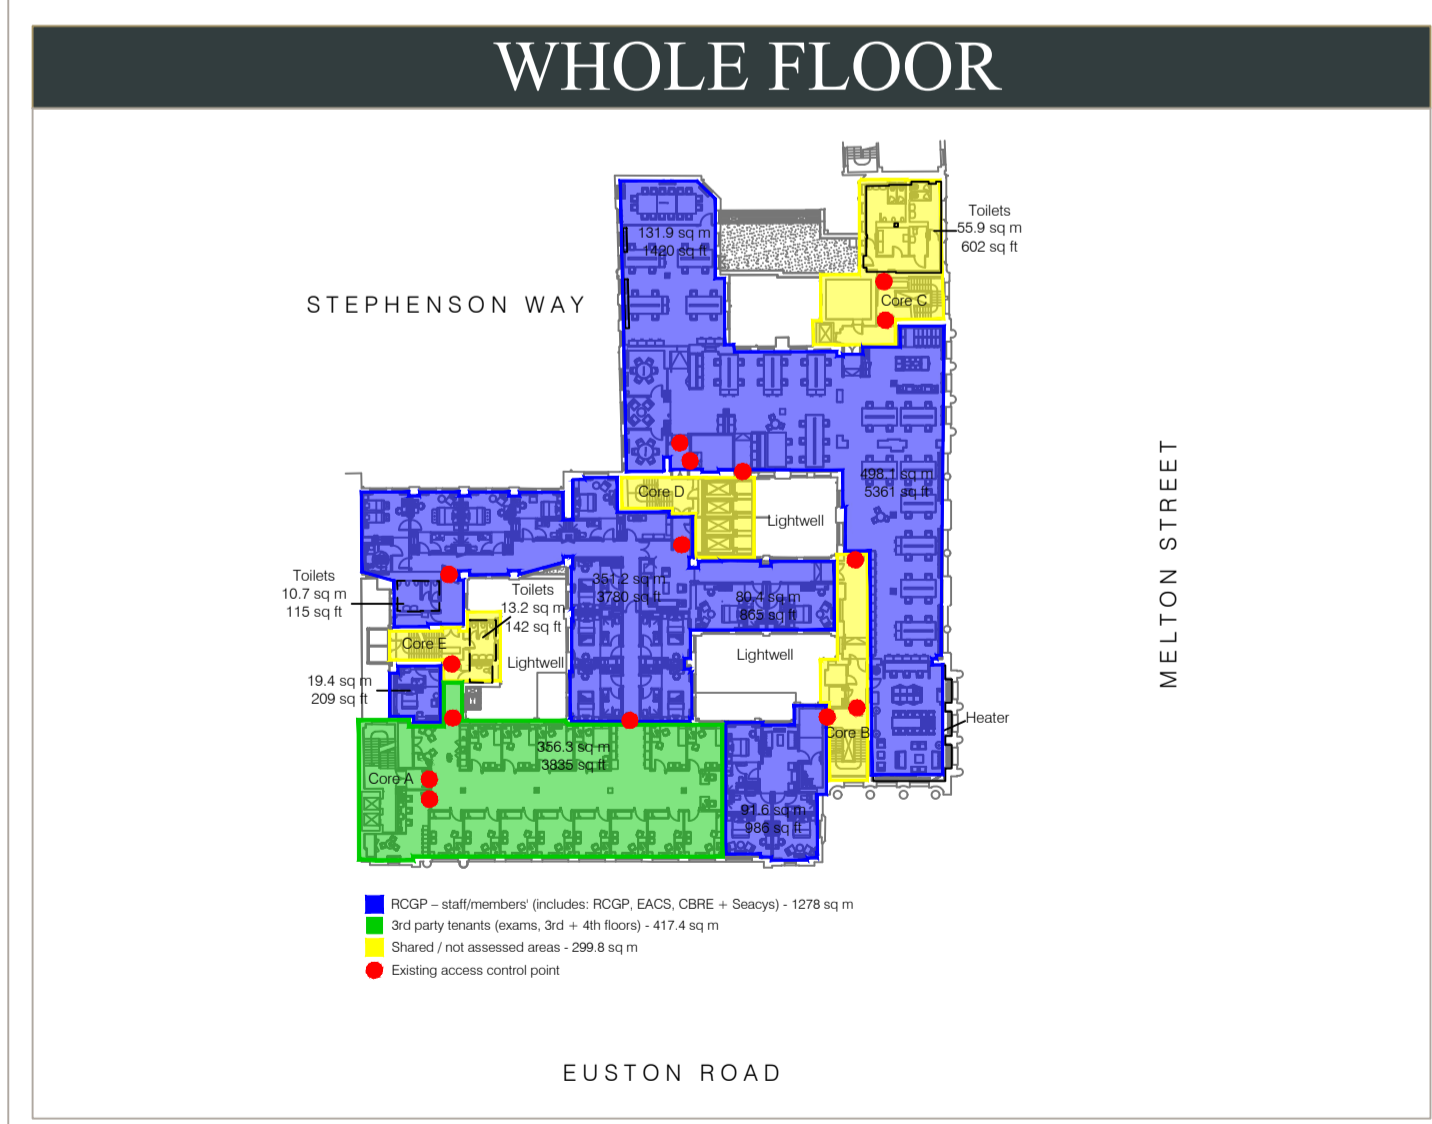 WHOLE FLOOR
Toilets
55.9 sq m
602 sq ft
131.9 sq m
1420 sq ft
STEPHENSON WAY
Core C
MELTON STREET
498.1 sq m
5361 sq ft
Core D
Lightwell
Toilets
10.7 sq m
115 sq ft
Toilets
13.2 sq m
142 sq ft
351.2 sq m
3780 sq ft
80.4 sq m
865 sq ft
Core E
Lightwell
Lightwell
19.4 sq m
209 sq ft
Heater
Core B
356.3 sq m
3835 sq ft
Core A
91.6 sq m
986 sq ft
RCGP – staff/members' (includes: RCGP, EACS, CBRE + Seacys) - 1278 sq m
3rd party tenants (exams, 3rd + 4th floors) - 417.4 sq m
Shared / not assessed areas - 299.8 sq m
Existing access control point
EUSTON ROAD